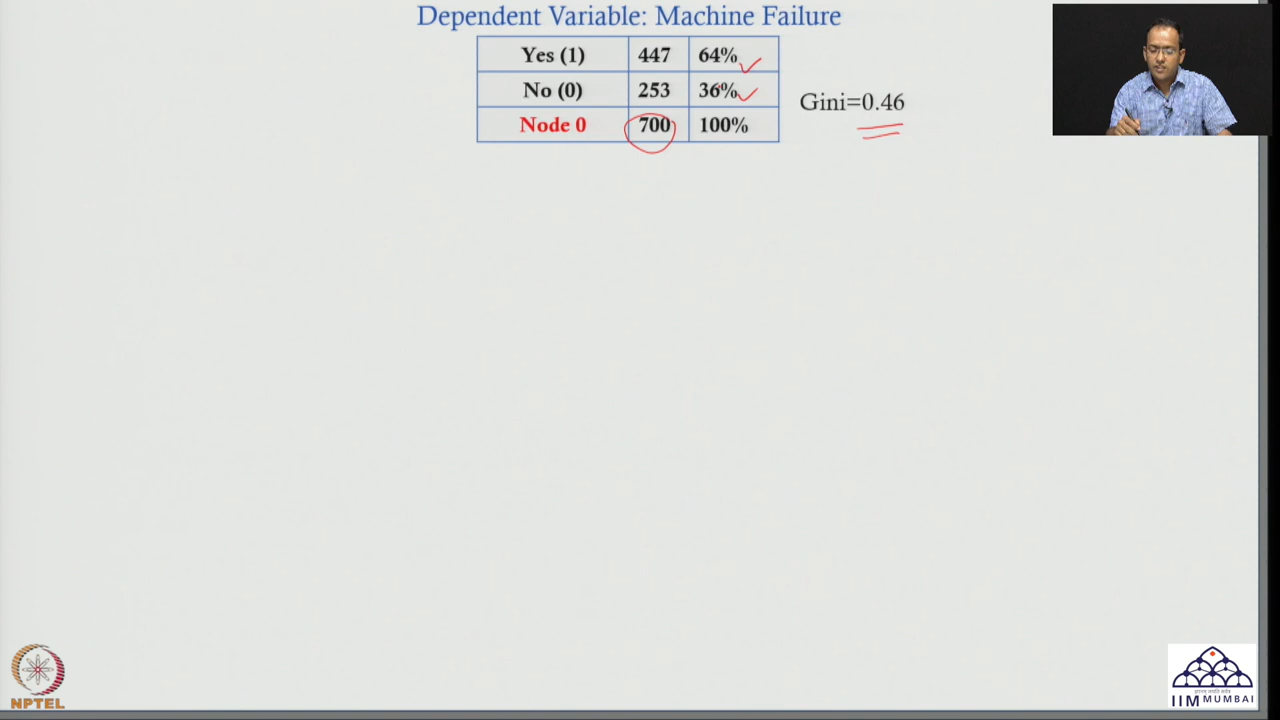 Dependent Variable: Machine Failure
Yes (1) 447 64%
No (0) 253 36%
Node 0 700 100%
Gini=0.46
NPTEL
IIM MUMBAI